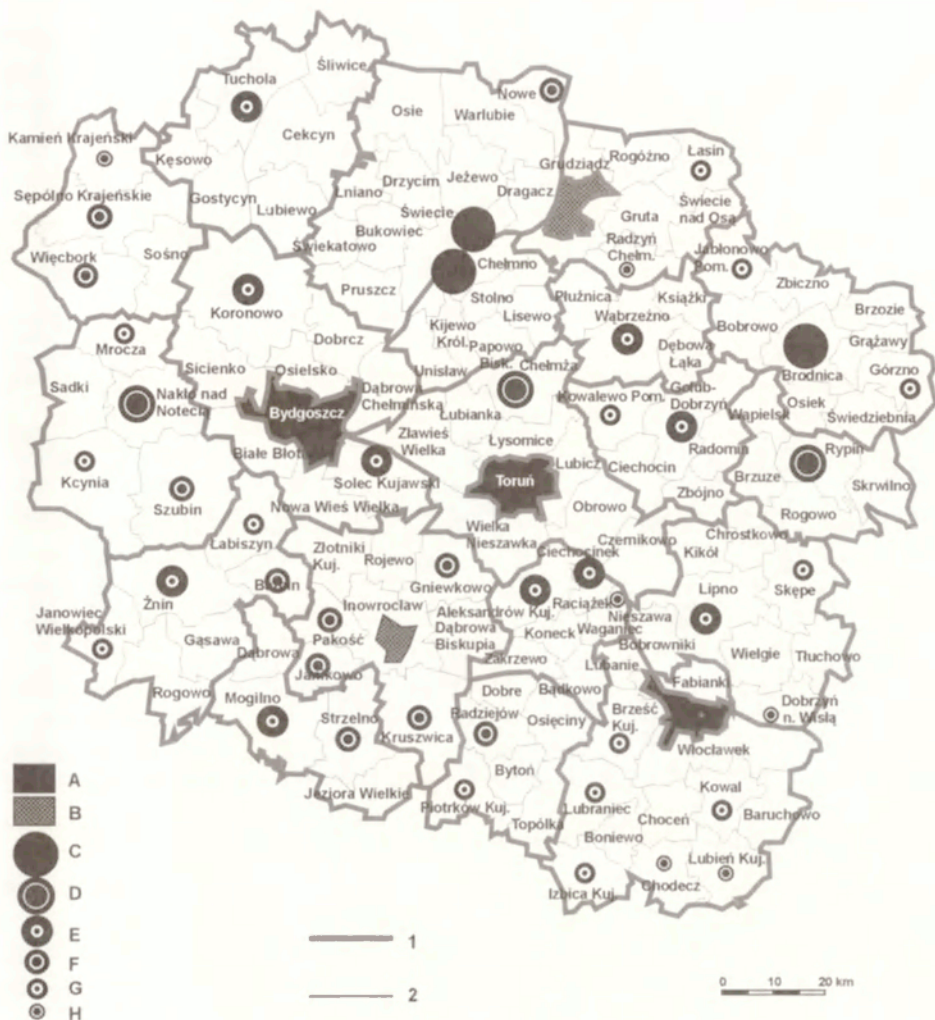 Śliwice
Tuchola
Nowe
Osie
Warlubie
Kamień Krajeński
Cekcyn
Kęsowo
Grudziądz
Rogóżno
Łasin
Drzycim
Jeżewo
Sępólno Krajeńskie
Lniano
Dragacz
Gostycyn
Lubiewo
Świecie
Gruta
Świecie
nad Osą
Bukowiec
Świekatowo
Więcbork
Sośno
Radzyń
Chełm.
Jabłonowo
Pom.
Chełmno
Zbiczno
Pruszcz
Stolno
Płużnica
Książki
Brzozie
Koronowo
Lisewo
Wąbrzeźno
Bobrowo
Kijewo
Król.
Dobrcz
Papowo
Bisk.
Dębowa
Łąka
Grążawy
Mrocza
Unisław
Chełmża
Brodnica
Górzno
Sicienko
Osielsko
Sadki
Nakło nad
Notecią
Dąbrowa
Chełmińska
Kowalewo Pom.
Golub-
Dobrzyń
Wąpielsk
Osiek
Świedziebnia
Bydgoszcz
Łubianka
Zławieś
Wielka
Łysomice
Radomin
Rypin
Białe Błota
Lubicz
Ciechocin
Brzuze
Kcynia
Solec Kujawski
Toruń
Skrwilno
Szubin
Nowa Wieś Wielka
Obrowo
Zbójno
Rogowo
Wielka
Nieszawka
Łabiszyn
Złotniki
Kuj.
Rojewo
Czernikowo
Chrostkowo
Ciechocinek
Kikół
Barcin
Gniewkowo
Lipno
Skępe
Żnin
Raciążek
Janowiec
Wielkopolski
Inowrocław
Aleksandrów Kuj.
Nieszawa
Pakość
Dąbrowa
Biskupia
Koneck
Waganiec
Bobrowniki
Gąsawa
Dąbrowa
Wielgie
Tłuchowo
Zakrzewo
Lubanie
Janikowo
Fabianki
Rogowo
Mogilno
Dobre
Bądkowo
Dobrzyń
n. Wisłą
Brześć
Kuj.
Strzelno
Kruszwica
Radziejów
Osięciny
Włocławek
Bytoń
Kowal
Jeziora Wielkie
Piotrków Kuj.
Lubraniec
Baruchowo
Choceń
Topólka
Boniewo
Lubień Kuj.
Izbica Kuj.
Chodecz
A
B
C
D
E
F
G
H
1
2
0 10 20 km